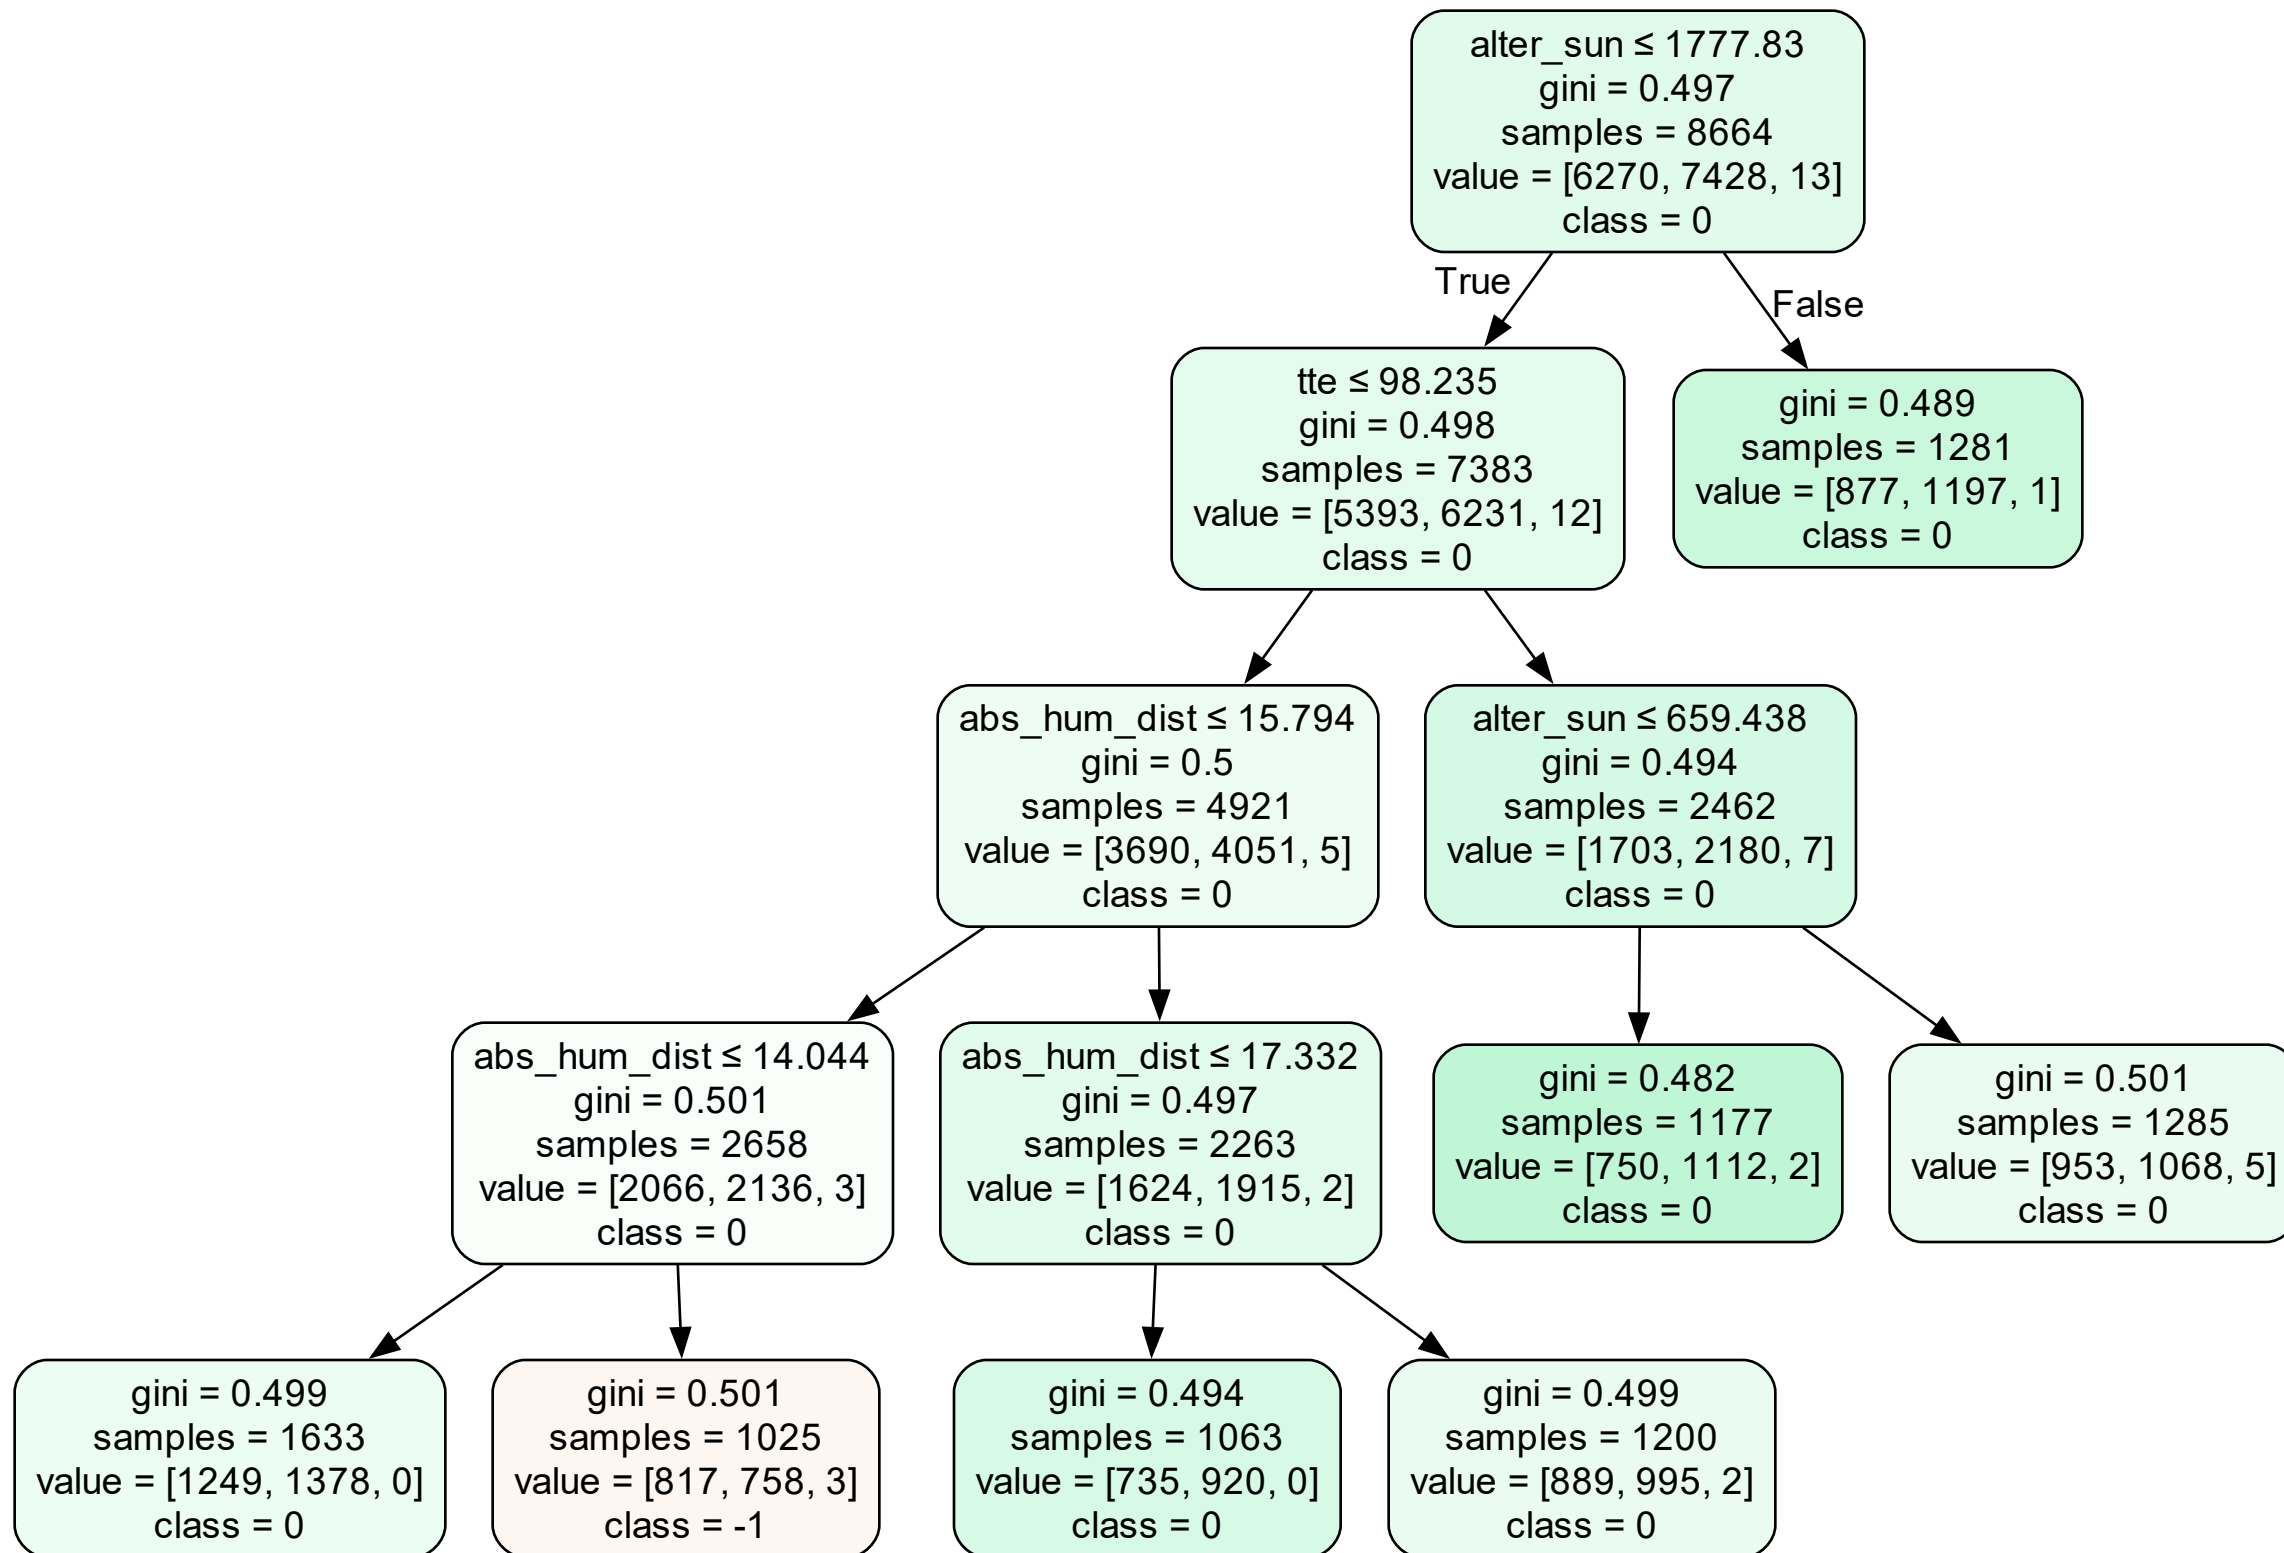 alter_sun ≤ 1777.83
gini = 0.497
samples = 8664
value = [6270, 7428, 13]
class = 0
True
False
tte ≤ 98.235
gini = 0.498
samples = 7383
value = [5393, 6231, 12]
class = 0
gini = 0.489
samples = 1281
value = [877, 1197, 1]
class = 0
abs_hum_dist ≤ 15.794
gini = 0.5
samples = 4921
value = [3690, 4051, 5]
class = 0
alter_sun ≤ 659.438
gini = 0.494
samples = 2462
value = [1703, 2180, 7]
class = 0
abs_hum_dist ≤ 14.044
gini = 0.501
samples = 2658
value = [2066, 2136, 3]
class = 0
abs_hum_dist ≤ 17.332
gini = 0.497
samples = 2263
value = [1624, 1915, 2]
class = 0
gini = 0.482
samples = 1177
value = [750, 1112, 2]
class = 0
gini = 0.501
samples = 1285
value = [953, 1068, 5]
class = 0
gini = 0.499
samples = 1633
value = [1249, 1378, 0]
class = 0
gini = 0.501
samples = 1025
value = [817, 758, 3]
class = -1
gini = 0.494
samples = 1063
value = [735, 920, 0]
class = 0
gini = 0.499
samples = 1200
value = [889, 995, 2]
class = 0